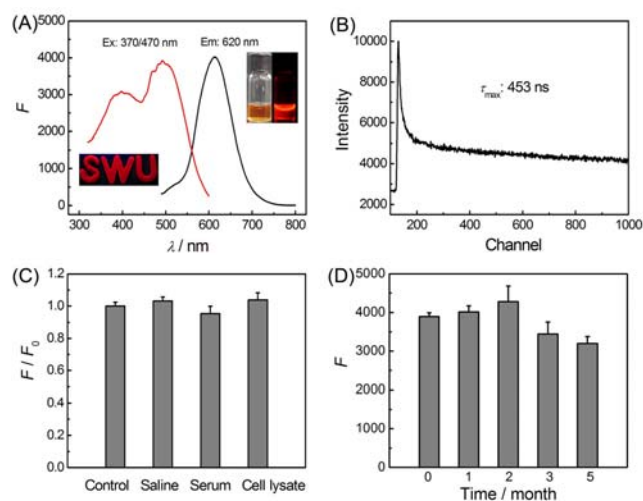 (A)
Ex: 370/470 nm
Em: 620 nm
SWU
F
5000
4000
3000
2000
1000
0
300 400 500 600 700 800
λ / nm
(B)
τmax: 453 ns
Intensity
10000
8000
6000
4000
2000
200 400 600 800 1000
Channel
(C)
F / F0
1.2
1.0
0.8
0.6
0.4
0.2
0.0
Control Saline Serum Cell lysate
(D)
F
5000
4000
3000
2000
1000
0
0 1 2 3 5
Time / month